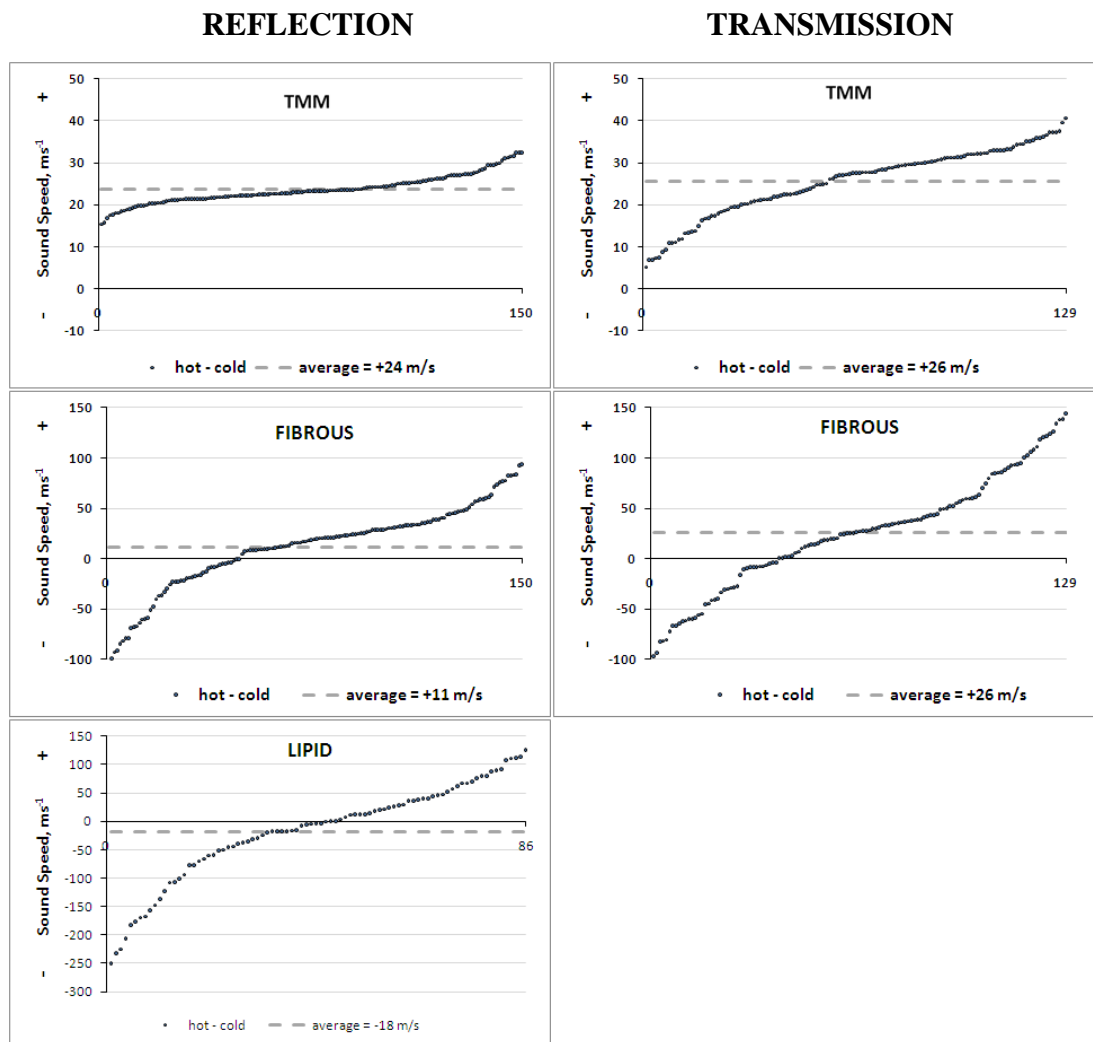 REFLECTION
TRANSMISSION
TMM
Sound Speed, ms-1
+
-
50
40
30
20
10
0
-10
0
150
hot - cold
average = +24 m/s
TMM
Sound Speed, ms-1
+
-
50
40
30
20
10
0
-10
0
129
hot - cold
average = +26 m/s
FIBROUS
Sound Speed, ms-1
+
-
150
100
50
0
-50
-100
0
150
hot - cold
average = +11 m/s
FIBROUS
Sound Speed, ms-1
+
-
150
100
50
0
-50
-100
0
129
hot - cold
average = +26 m/s
LIPID
Sound Speed, ms-1
+
-
150
100
50
0
-50
-100
-150
-200
-250
-300
0
86
hot - cold
average = -18 m/s